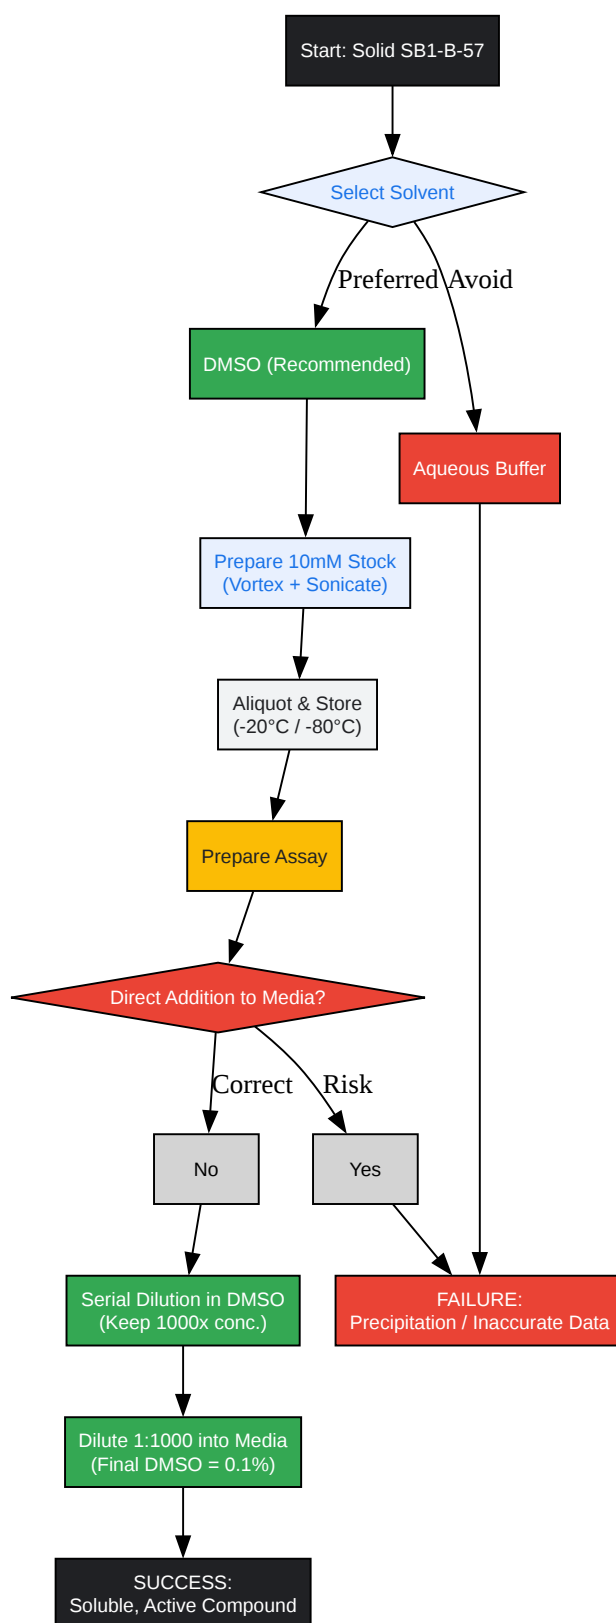 Start: Solid SB1-B-57
Select Solvent
Preferred
Avoid
DMSO (Recommended)
Aqueous Buffer
Prepare 10mM Stock
(Vortex + Sonicate)
Aliquot & Store
(-20°C / -80°C)
Prepare Assay
Direct Addition to Media?
Correct
Risk
No
Yes
Serial Dilution in DMSO
(Keep 1000x conc.)
FAILURE:
Precipitation / Inaccurate Data
Dilute 1:1000 into Media
(Final DMSO = 0.1%)
SUCCESS:
Soluble, Active Compound